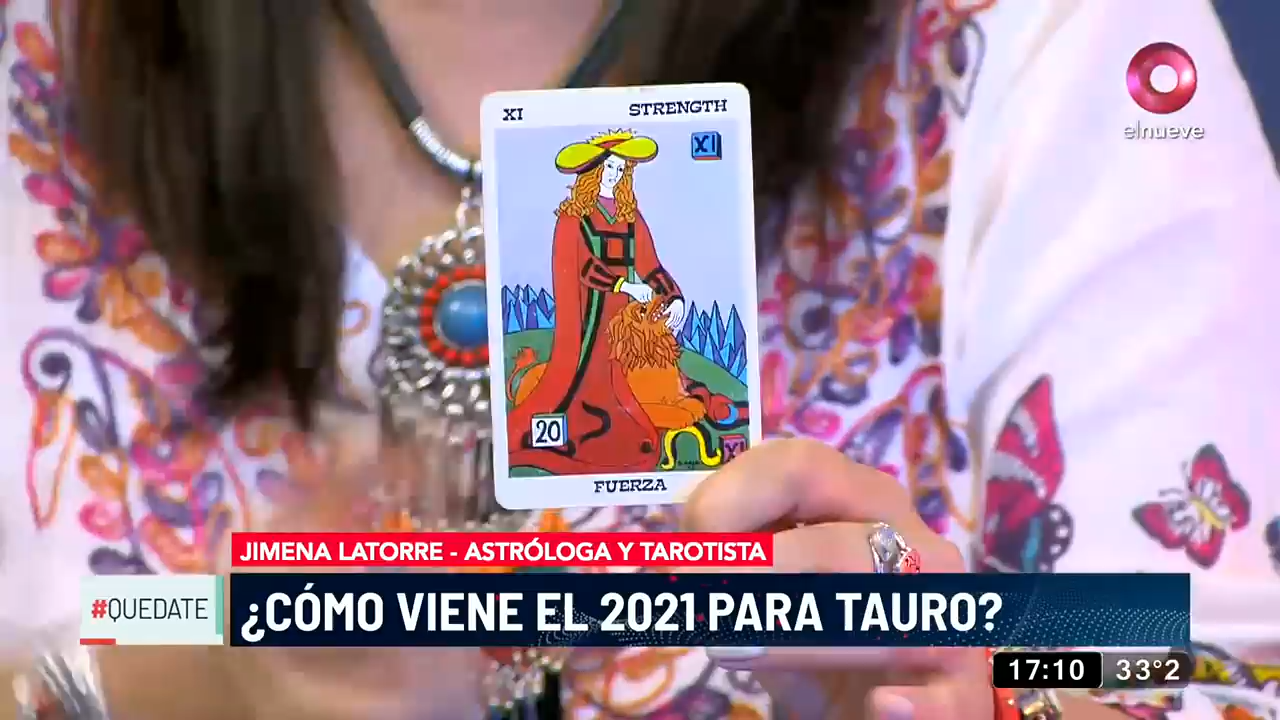 XI
STRENGTH
XI
20
XI
FUERZA
elnueve
JIMENA LATORRE - ASTRÓLOGA Y TAROTISTA
#QUEDATE
¿CÓMO VIENE EL 2021 PARA TAURO?
17:10
33°2